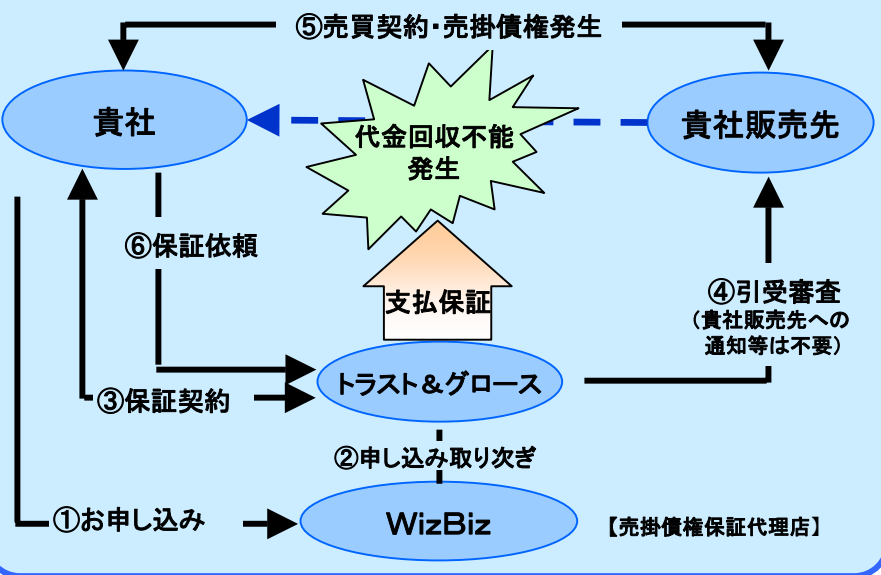 ⑤売買契約・売掛債権発生
貴社
代金回収不能
発生
貴社販売先
⑥保証依頼
支払保証
④引受審査
（貴社販売先への
通知等は不要）
トラスト＆グロース
③保証契約
②申し込み取り次ぎ
①お申し込み
ＷｉｚＢｉｚ
【売掛債権保証代理店】